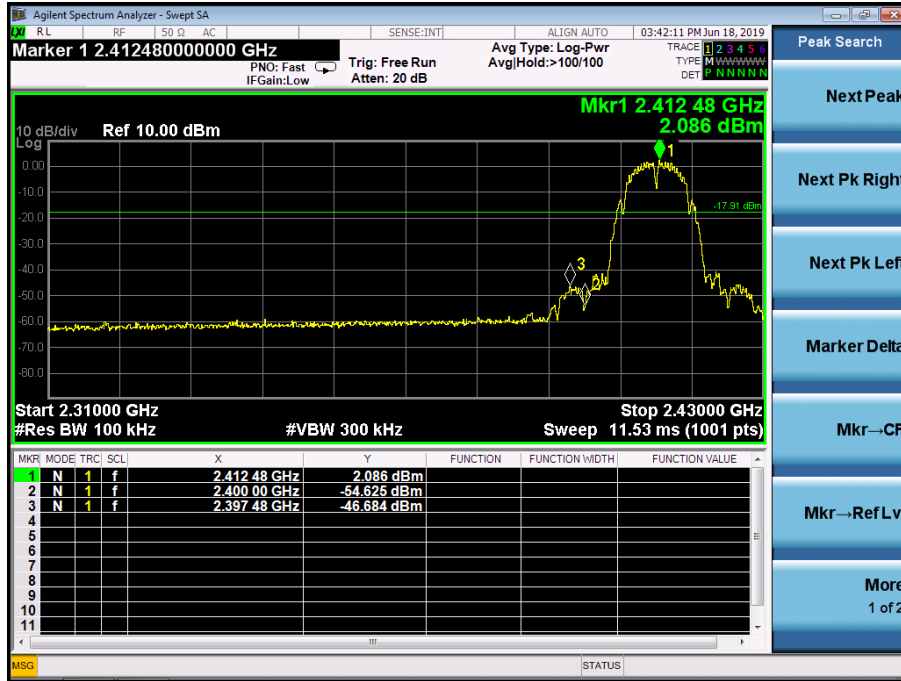 Agilent Spectrum Analyzer - Swept SA
LXI RL RF 50 Ω AC SENSE:INT ALIGN AUTO 03:42:11 PM Jun 18, 2019
Marker 1 2.412480000000 GHz
PNO: Fast
IFGain:Low
Trig: Free Run
Atten: 20 dB
Avg Type: Log-Pwr
Avg|Hold:>100/100
TRACE 1 2 3 4 5 6
TYPE M WWWWW
DET P N N N N N
Peak Search
Next Peak
Next Pk Right
Next Pk Left
Marker Delta
Mkr→CF
Mkr→Ref Lv
More
1 of 2
Mkr1 2.412 48 GHz
2.086 dBm
10 dB/div Ref 10.00 dBm
Log
0.00
-10.0
-20.0
-30.0
-40.0
-50.0
-60.0
-70.0
-80.0
1
-17.91 dBm
3
2
Start 2.31000 GHz Stop 2.43000 GHz
#Res BW 100 kHz #VBW 300 kHz Sweep 11.53 ms (1001 pts)
MKR MODE TRC SCL X Y FUNCTION FUNCTION WIDTH FUNCTION VALUE
1 N 1 f 2.412 48 GHz 2.086 dBm
2 N 1 f 2.400 00 GHz -54.625 dBm
3 N 1 f 2.397 48 GHz -46.684 dBm
4
5
6
7
8
9
10
11
MSG STATUS